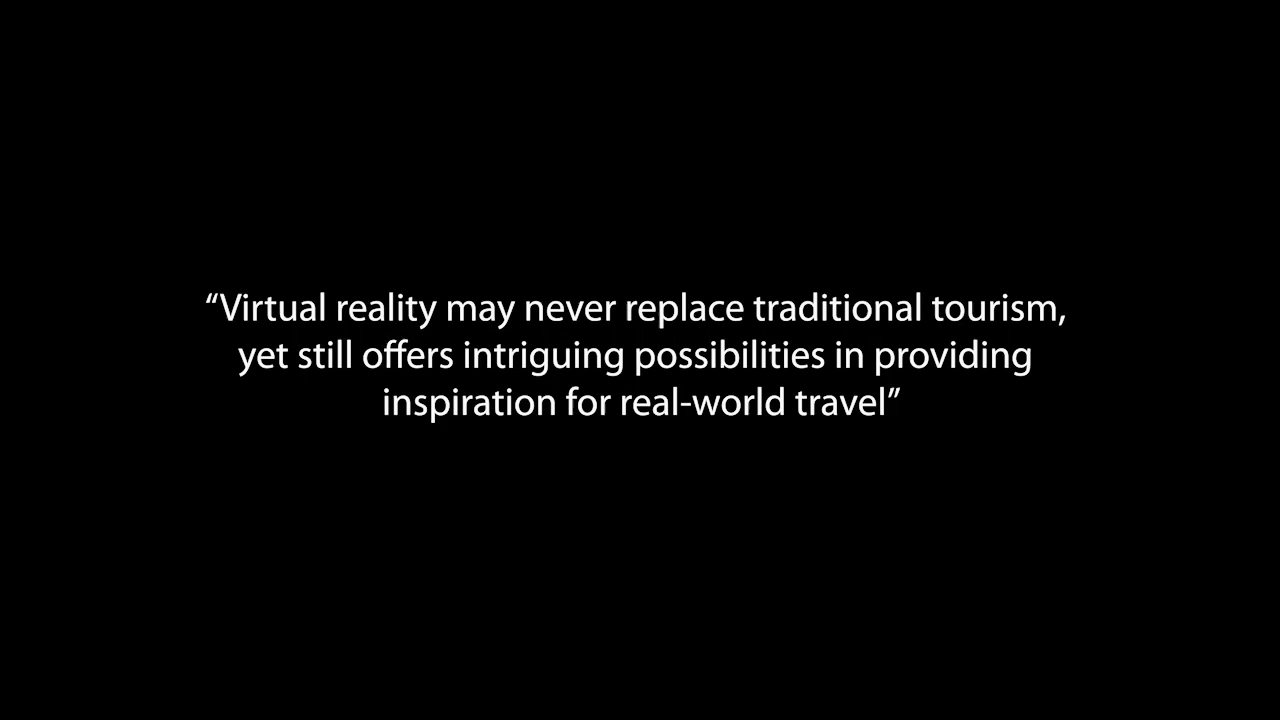 “Virtual reality may never replace traditional tourism,
yet still offers intriguing possibilities in providing
inspiration for real-world travel”